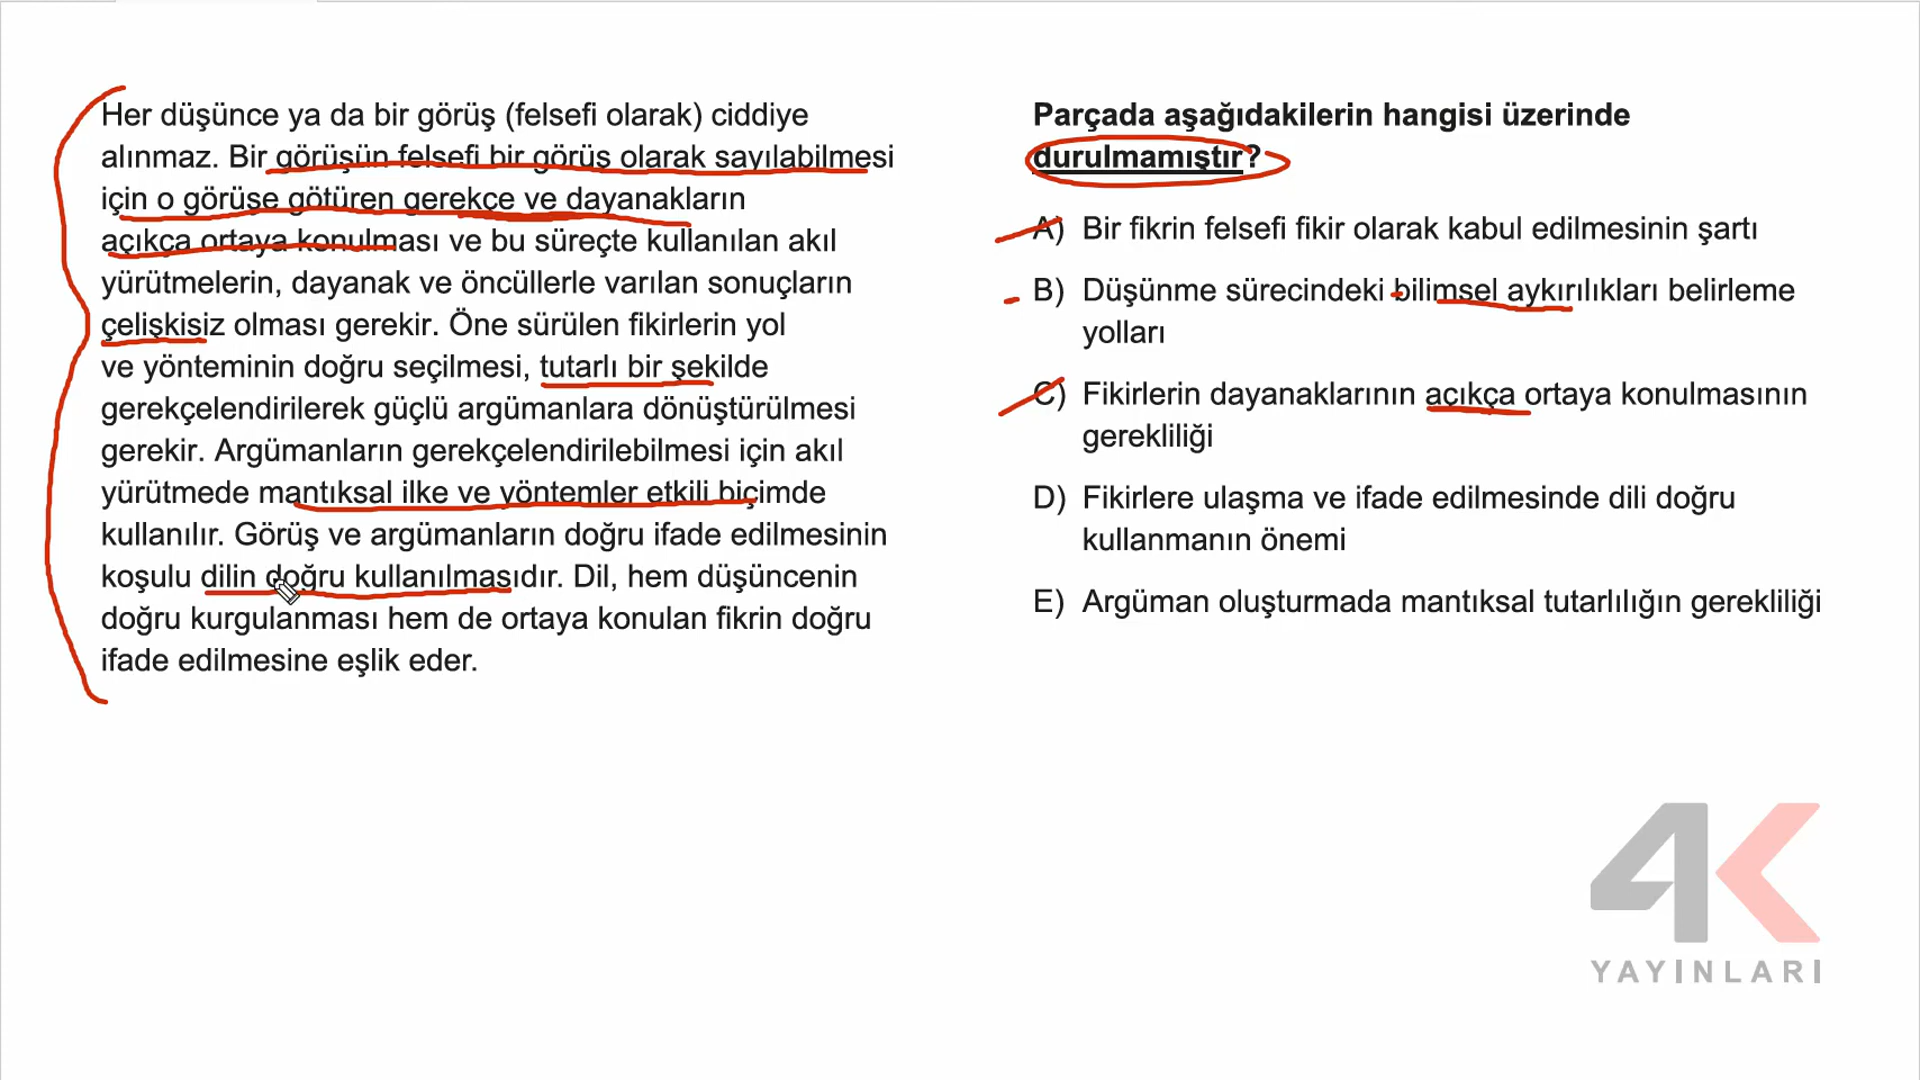 Her düşünce ya da bir görüş (felsefi olarak) ciddiye
alınmaz. Bir görüşün felsefi bir görüş olarak sayılabilmesi
için o görüşe götüren gerekçe ve dayanakların
açıkça ortaya konulması ve bu süreçte kullanılan akıl
yürütmelerin, dayanak ve öncüllerle varılan sonuçların
çelişkisiz olması gerekir. Öne sürülen fikirlerin yol
ve yönteminin doğru seçilmesi, tutarlı bir şekilde
gerekçelendirilerek güçlü argümanlara dönüştürülmesi
gerekir. Argümanların gerekçelendirilebilmesi için akıl
yürütmede mantıksal ilke ve yöntemler etkili biçimde
kullanılır. Görüş ve argümanların doğru ifade edilmesinin
koşulu dilin doğru kullanılmasıdır. Dil, hem düşüncenin
doğru kurgulanması hem de ortaya konulan fikrin doğru
ifade edilmesine eşlik eder.
Parçada aşağıdakilerin hangisi üzerinde
durulmamıştır?
A) Bir fikrin felsefi fikir olarak kabul edilmesinin şartı
B) Düşünme sürecindeki bilimsel aykırılıkları belirleme
yolları
C) Fikirlerin dayanaklarının açıkça ortaya konulmasının
gerekliliği
D) Fikirlere ulaşma ve ifade edilmesinde dili doğru
kullanmanın önemi
E) Argüman oluşturmada mantıksal tutarlılığın gerekliliği
4K
YAYINLARI